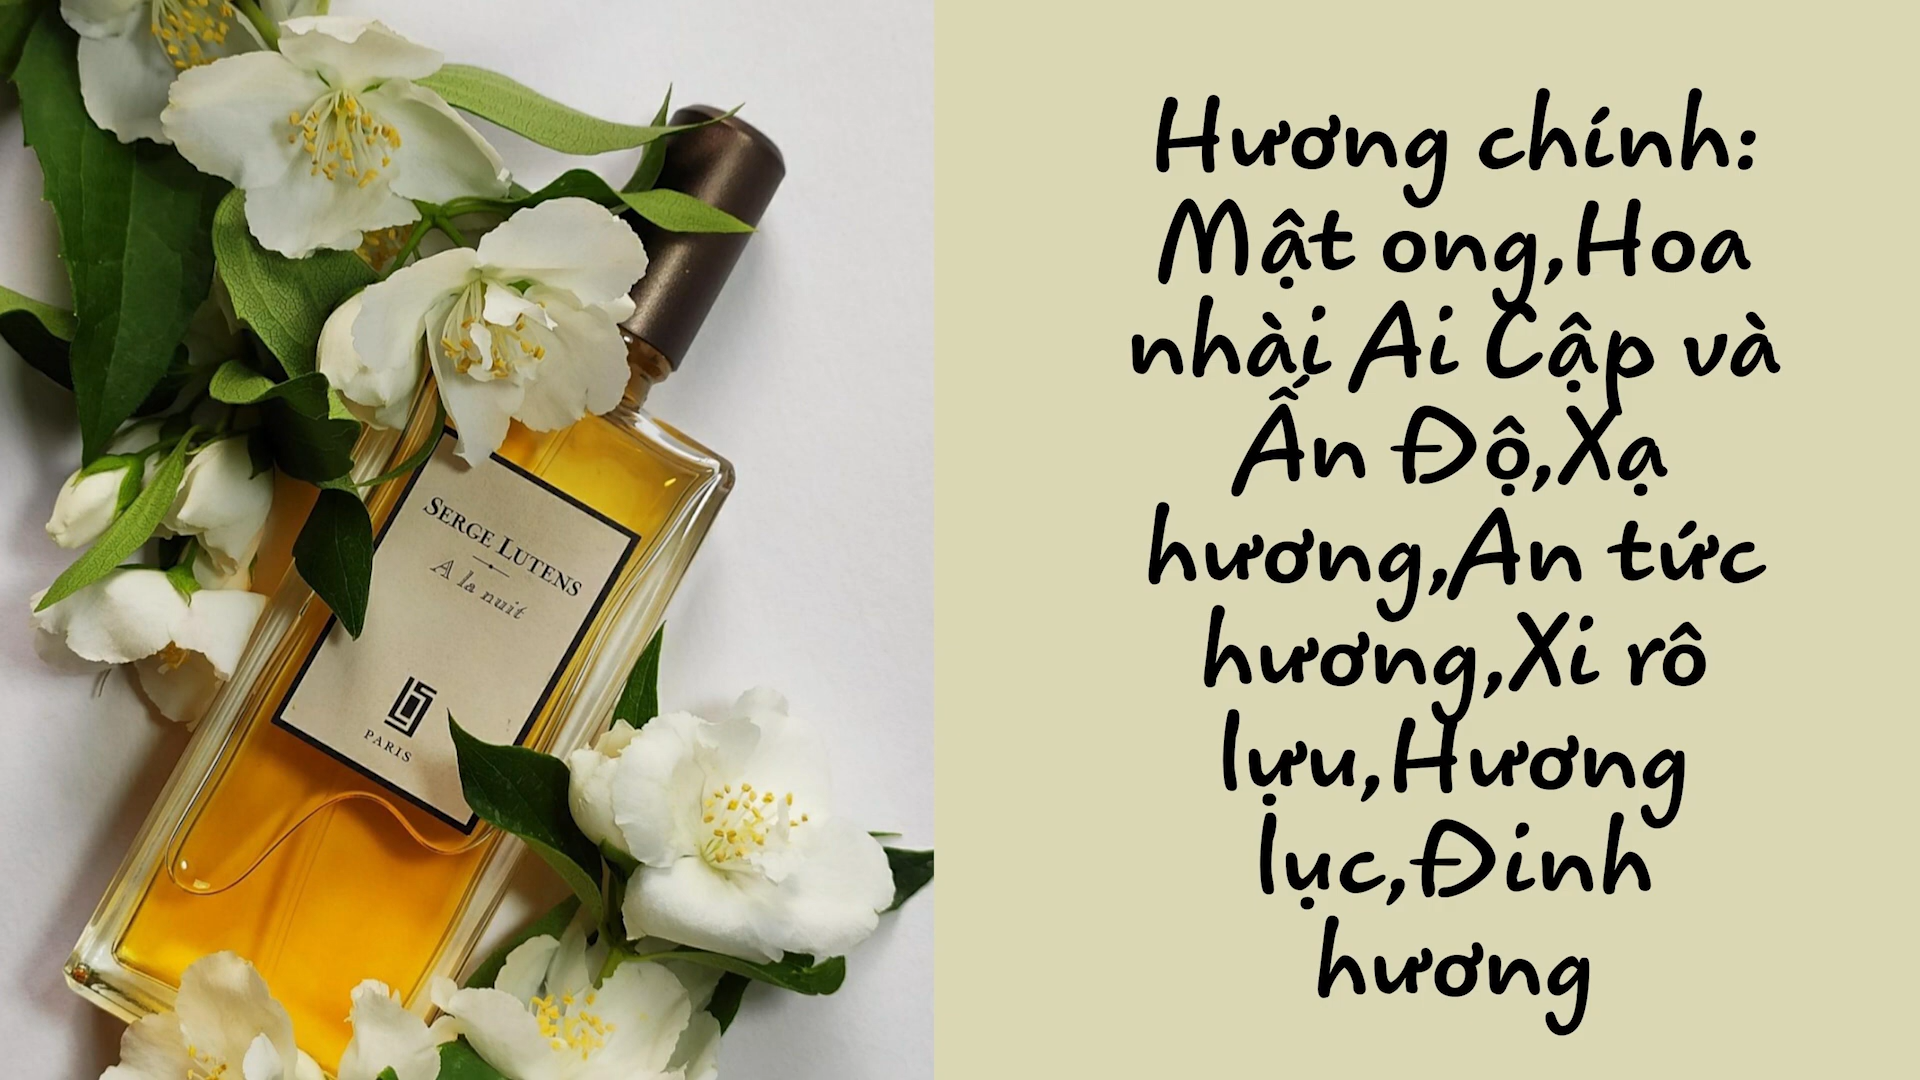 SERGE LUTENS
A la nuit
PARIS
Hương chính:
Mật ong,Hoa
nhài Ai Cập và
Ấn Độ,Xạ
hương,An tức
hương,Xi rô
lựu,Hương
lục,Đinh
hương